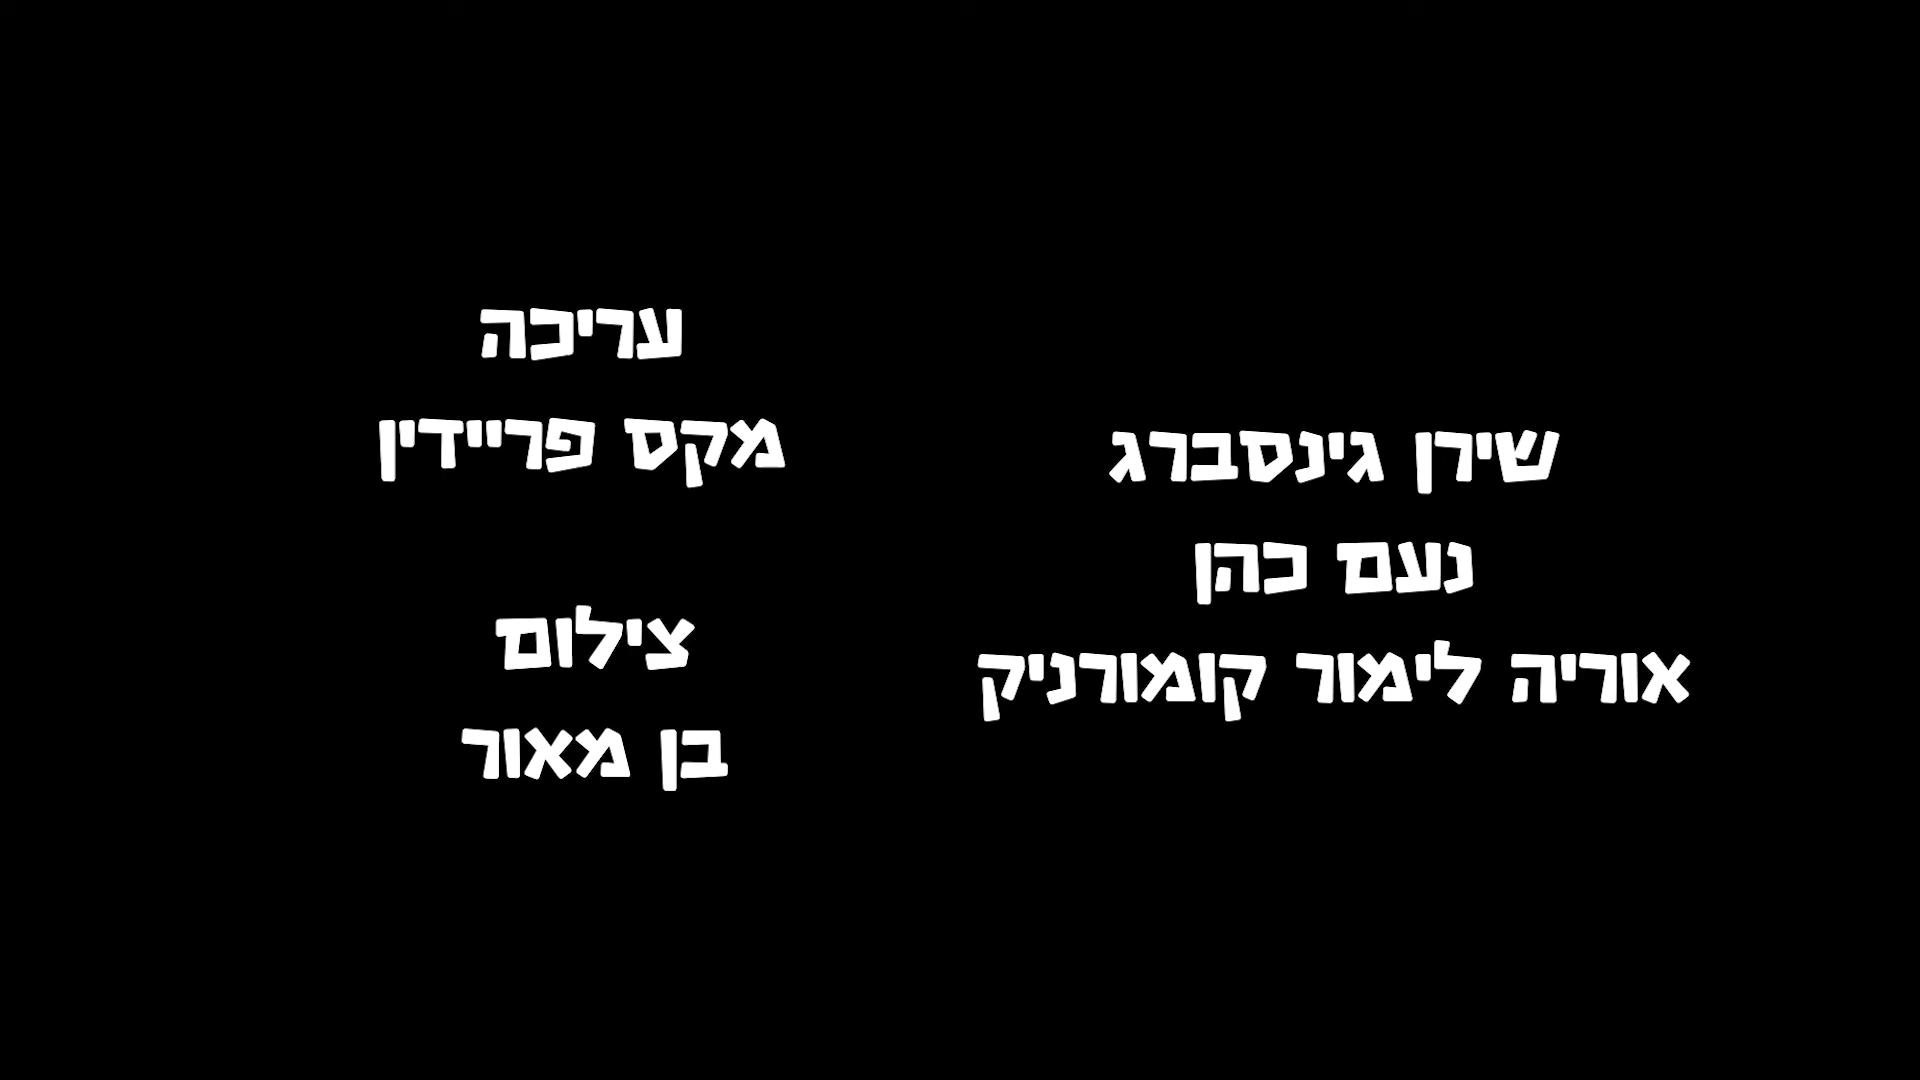 שירן גינסברג
נעם כהן
אוריה לימור קומורניק
עריכה
מקס פריידין
צילום
בן מאור